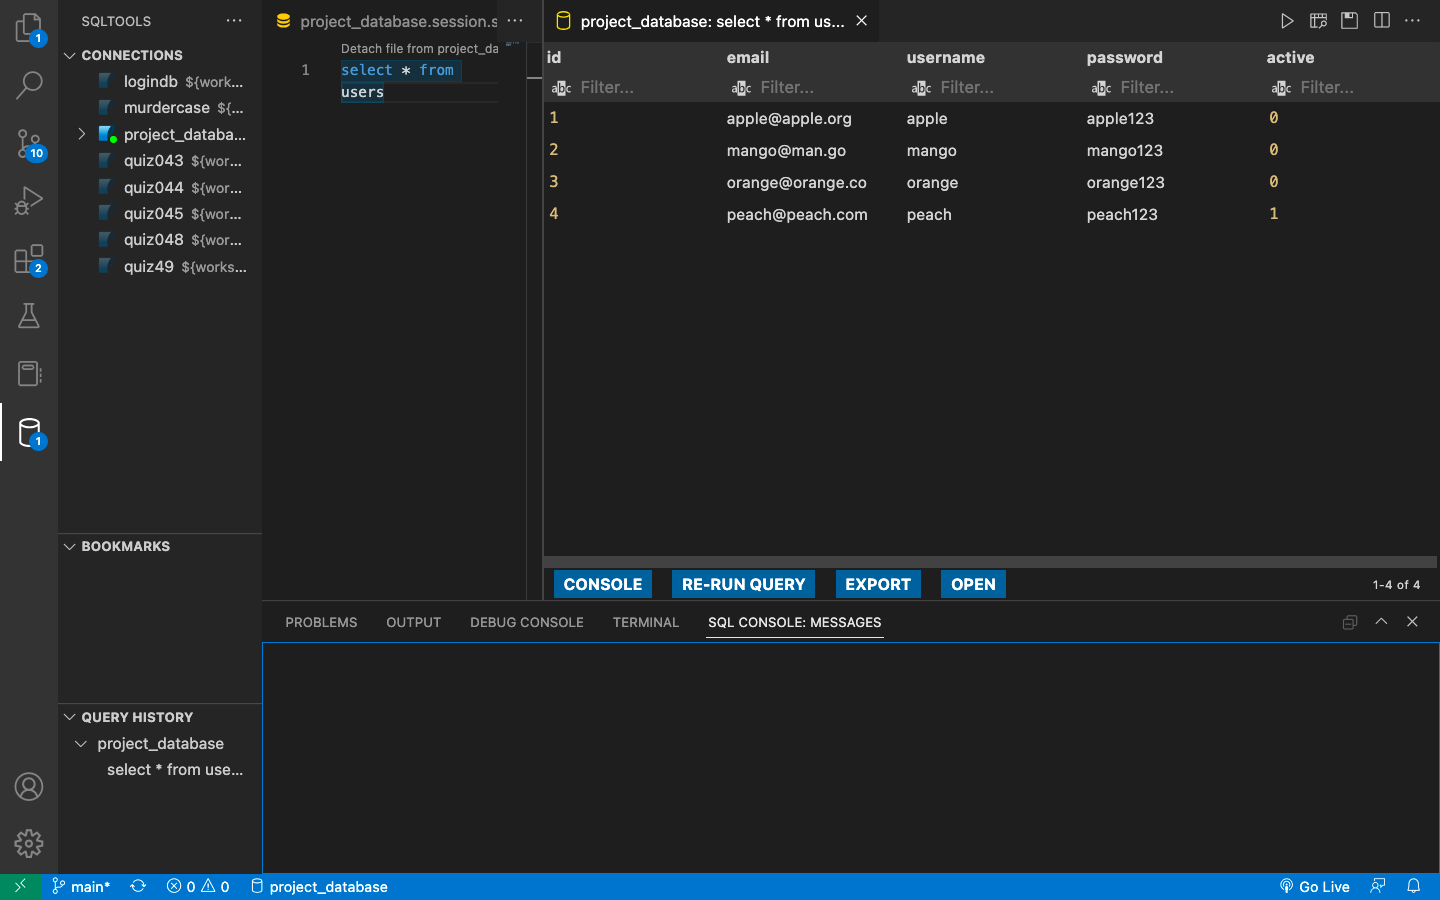 SQLTOOLS
CONNECTIONS
logindb ${work...
murdercase ${...
project_databa...
quiz043 ${wor...
quiz044 ${wor...
quiz045 ${wor...
quiz048 ${wor...
quiz49 ${works...
BOOKMARKS
QUERY HISTORY
project_database
select * from use...
1
10
2
1
project_database.session.s
Detach file from project_da
1
select * from
users
project_database: select * from us...
id email username password active
abc Filter... abc Filter... abc Filter... abc Filter... abc Filter...
1 apple@apple.org apple apple123 0
2 mango@man.go mango mango123 0
3 orange@orange.co orange orange123 0
4 peach@peach.com peach peach123 1
CONSOLE RE-RUN QUERY EXPORT OPEN 1-4 of 4
PROBLEMS OUTPUT DEBUG CONSOLE TERMINAL SQL CONSOLE: MESSAGES
main* 0 0 project_database Go Live